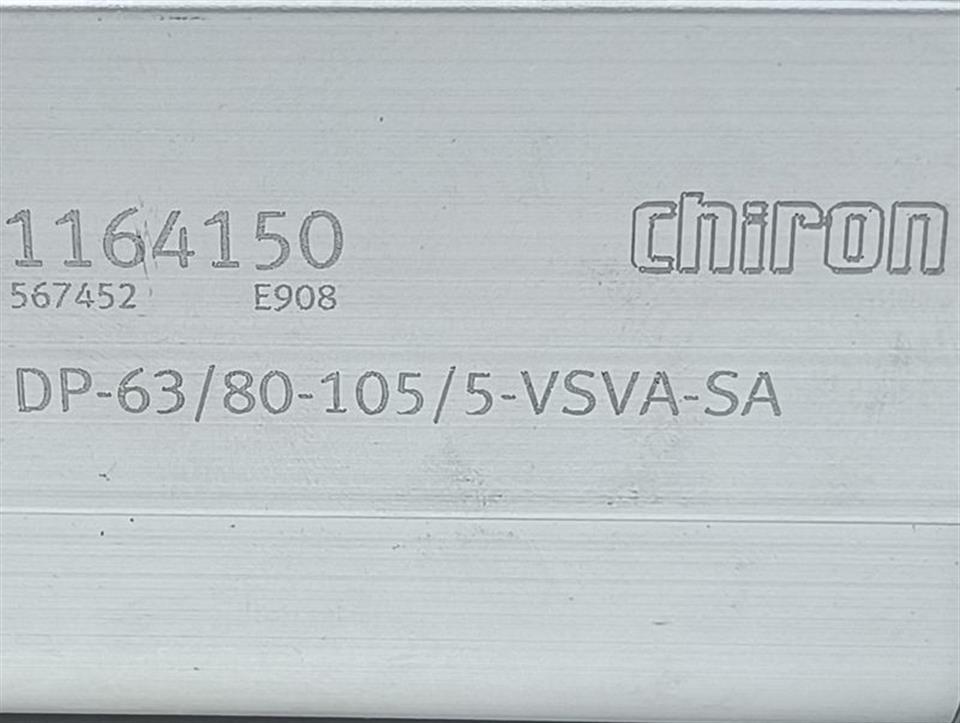 1164150 chiron
567452 E908
DP-63/80-105/5-VSVA-SA